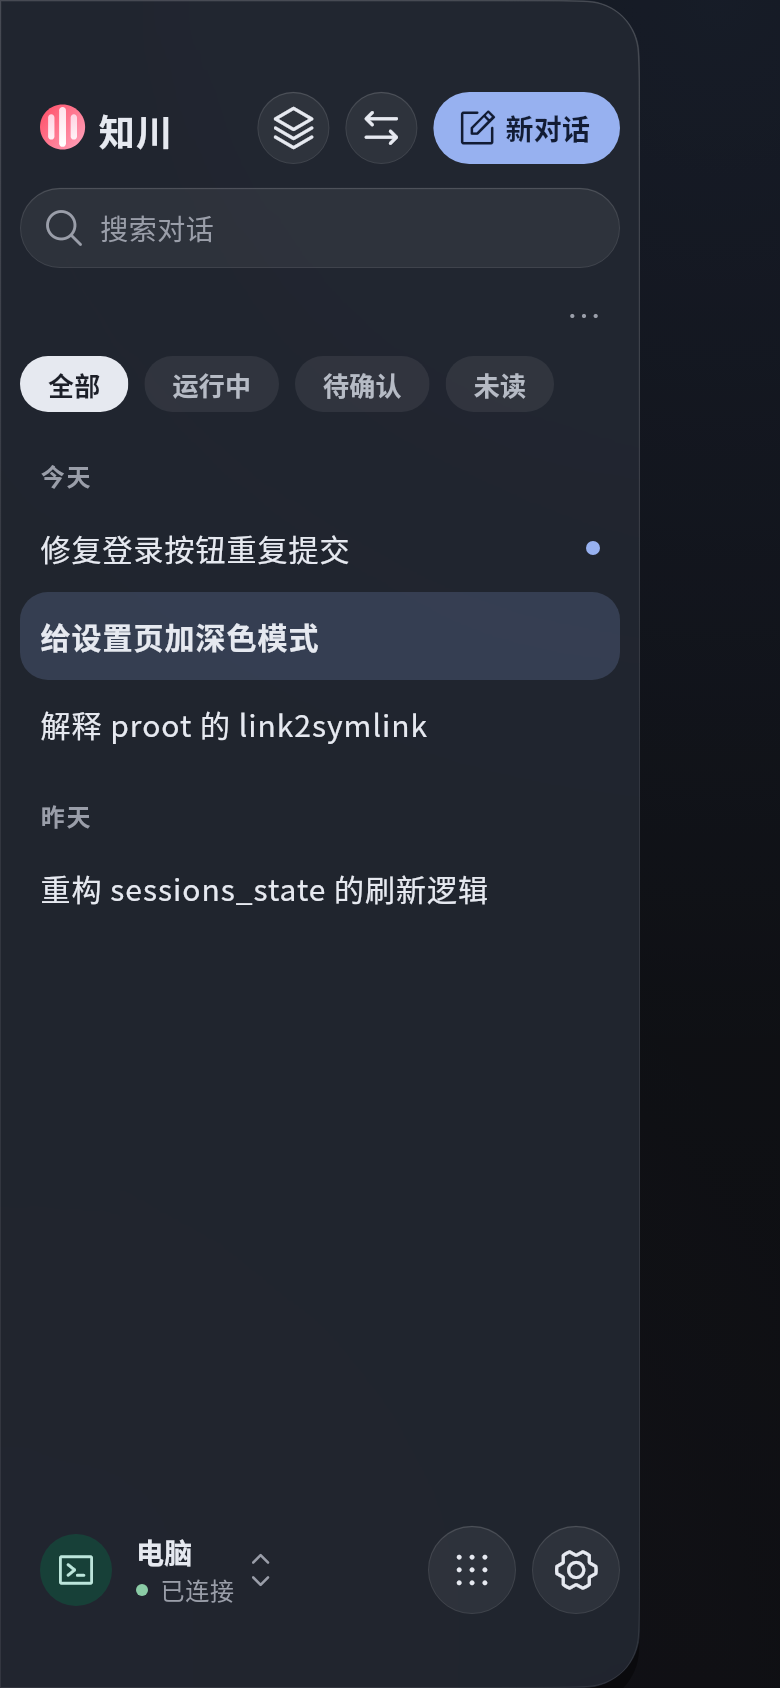 知川
新对话
搜索对话
...
全部 运行中 待确认 未读
今天
修复登录按钮重复提交
给设置页加深色模式
解释 proot 的 link2symlink
昨天
重构 sessions_state 的刷新逻辑
电脑
已连接